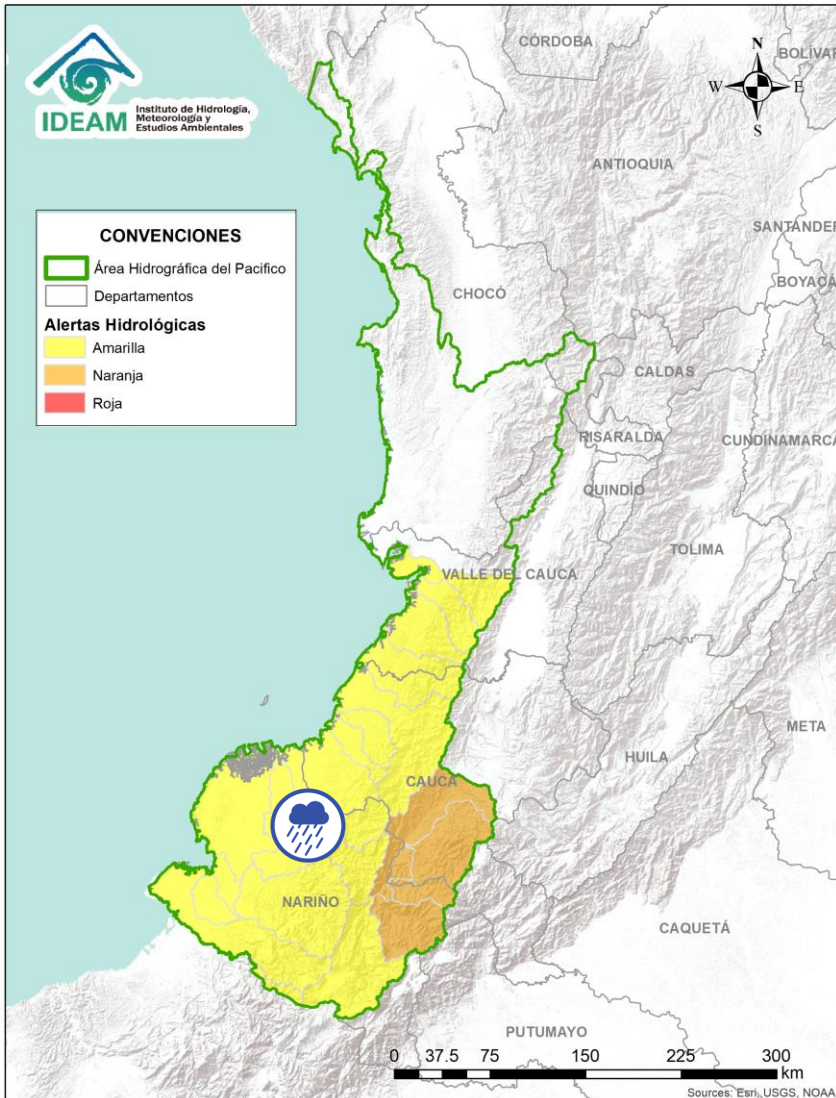 IDEAM
Instituto de Hidrología,
Meteorología y
Estudios Ambientales
CÓRDOBA
BOLÍVAR
N
W
E
S
ANTIOQUIA
SANTANDER
BOYACÁ
CONVENCIONES
Área Hidrográfica del Pacifico
Departamentos
Alertas Hidrológicas
Amarilla
Naranja
Roja
CHOCÓ
CALDAS
RISARALDA
CUNDINAMARCA
QUINDÍO
TOLIMA
VALLE DEL CAUCA
META
HUILA
CAUCA
NARIÑO
CAQUETÁ
PUTUMAYO
0 37.5 75 150 225 300
km
Sources: Esri, USGS, NOAA